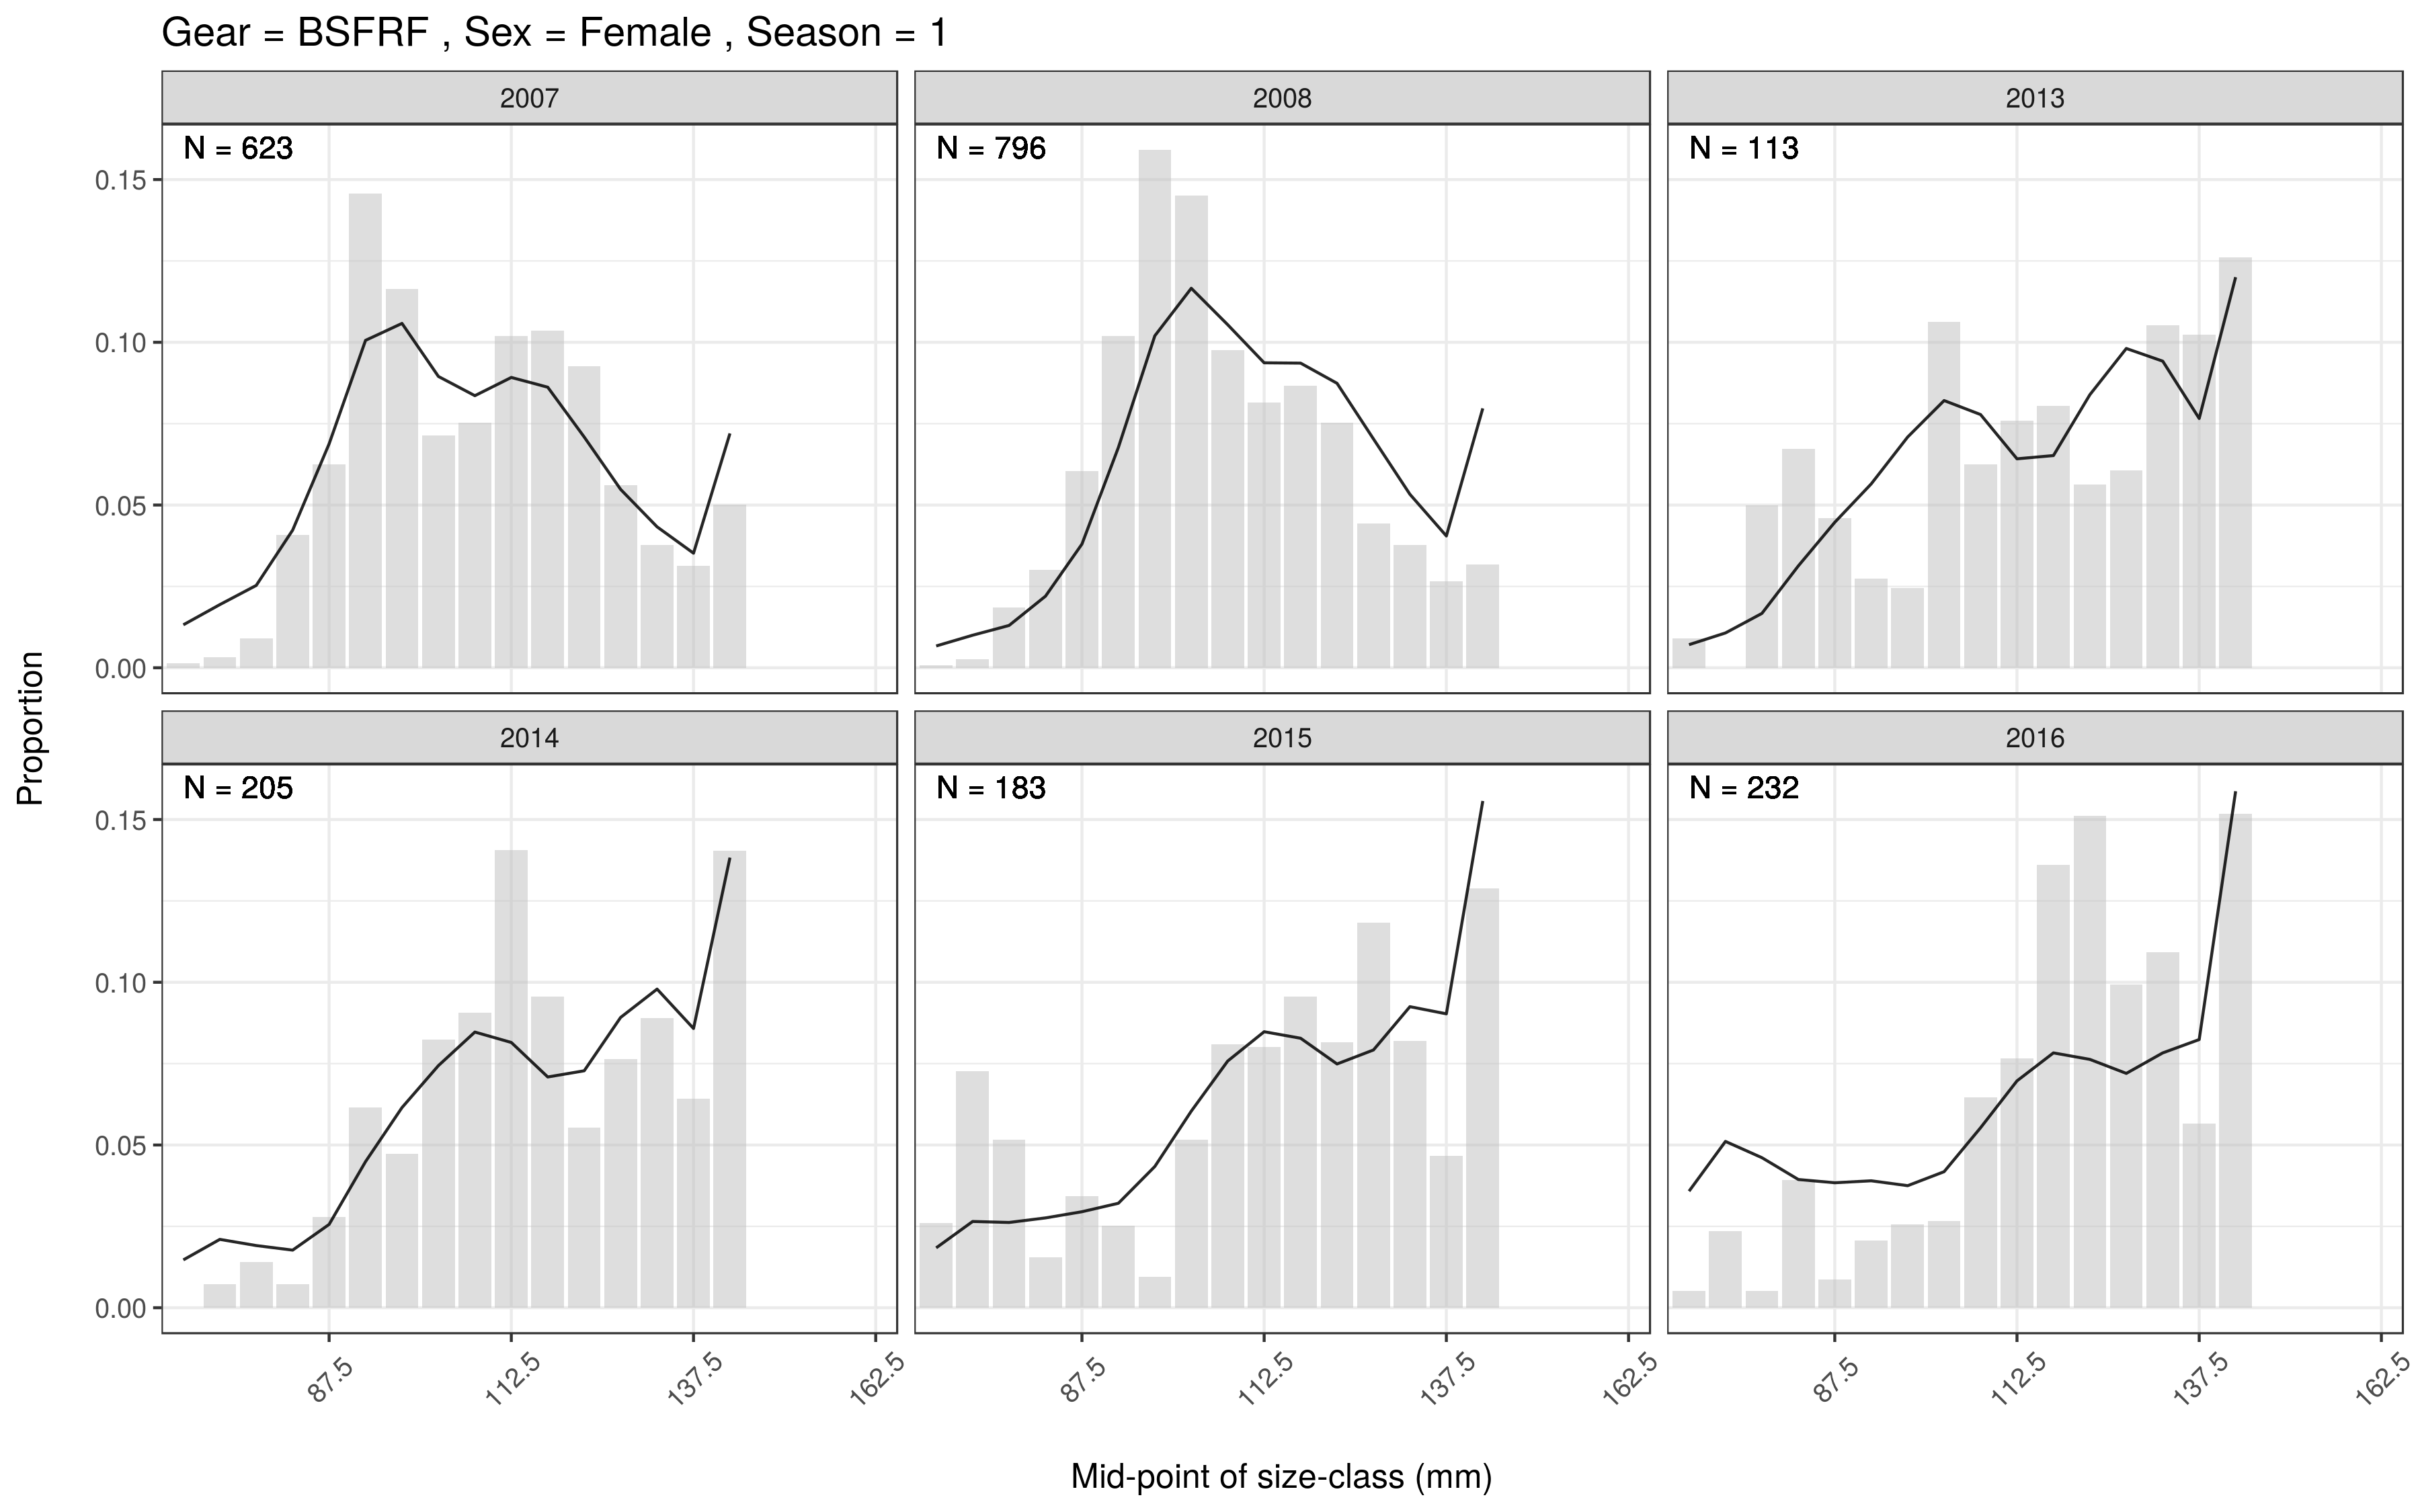 Gear = BSFRF , Sex = Female , Season = 1
2007
2008
2013
N = 623
N = 796
N = 113
0.15
0.10
0.05
0.00
Proportion
2014
2015
2016
N = 205
N = 183
N = 232
0.15
0.10
0.05
0.00
87.5
112.5
137.5
162.5
87.5
112.5
137.5
162.5
87.5
112.5
137.5
162.5
Mid-point of size-class (mm)